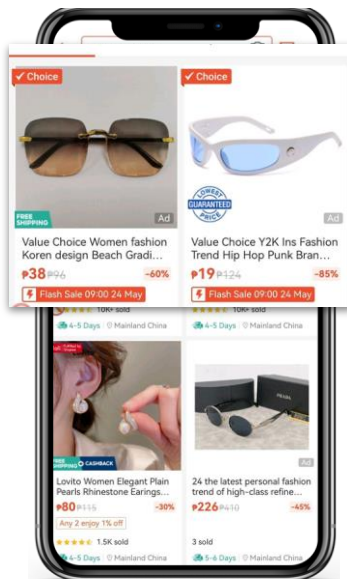 Choice
Choice
FREE
SHIPPING
Ad
LOWEST
GUARANTEED
PRICE
Ad
Value Choice Women fashion
Koren design Beach Gradi...
₱38 ₱96
-60%
Flash Sale 09:00 24 May
Value Choice Y2K Ins Fashion
Trend Hip Hop Punk Bran...
₱19 ₱124
-85%
Flash Sale 09:00 24 May
10K+ sold
10K+ sold
4-5 Days
Mainland China
4-5 Days
Mainland China
SHIPPING
CASHBACK
PRADA
Ad
Lovito Women Elegant Plain
Pearls Rhinestone Earings...
₱80 ₱115
-30%
Any 2 enjoy 1% off
1.5K sold
4-5 Days
Mainland China
24 the latest personal fashion
trend of high-class refine...
₱226 ₱410
-45%
3 sold
5-6 Days
Mainland China